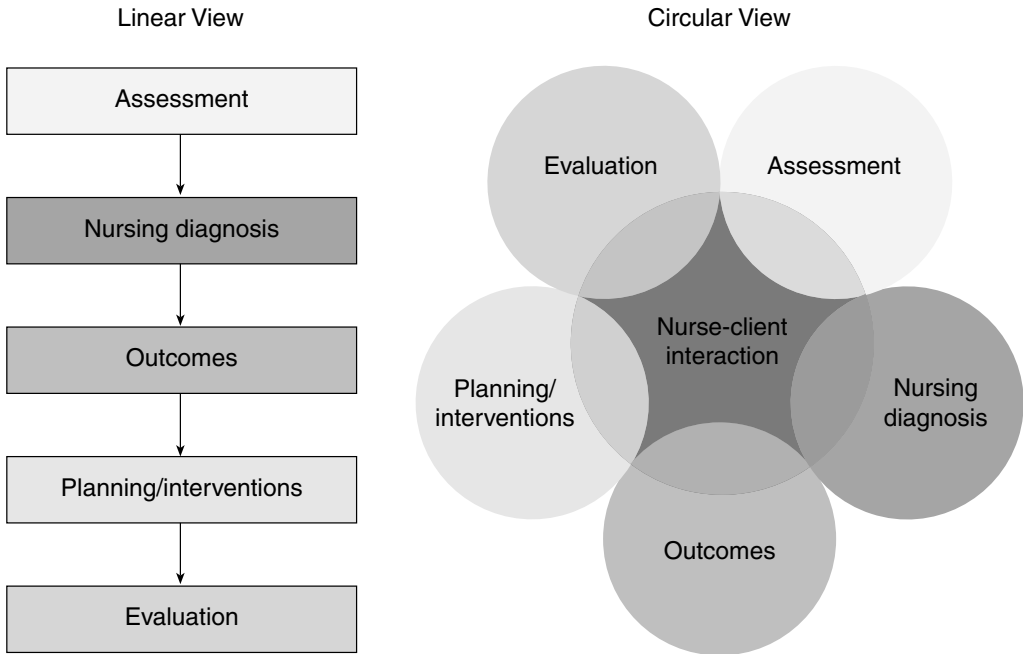 Linear View
Assessment
Nursing diagnosis
Outcomes
Planning/interventions
Evaluation
Circular View
Evaluation
Assessment
Nurse-client
interaction
Planning/
interventions
Nursing
diagnosis
Outcomes